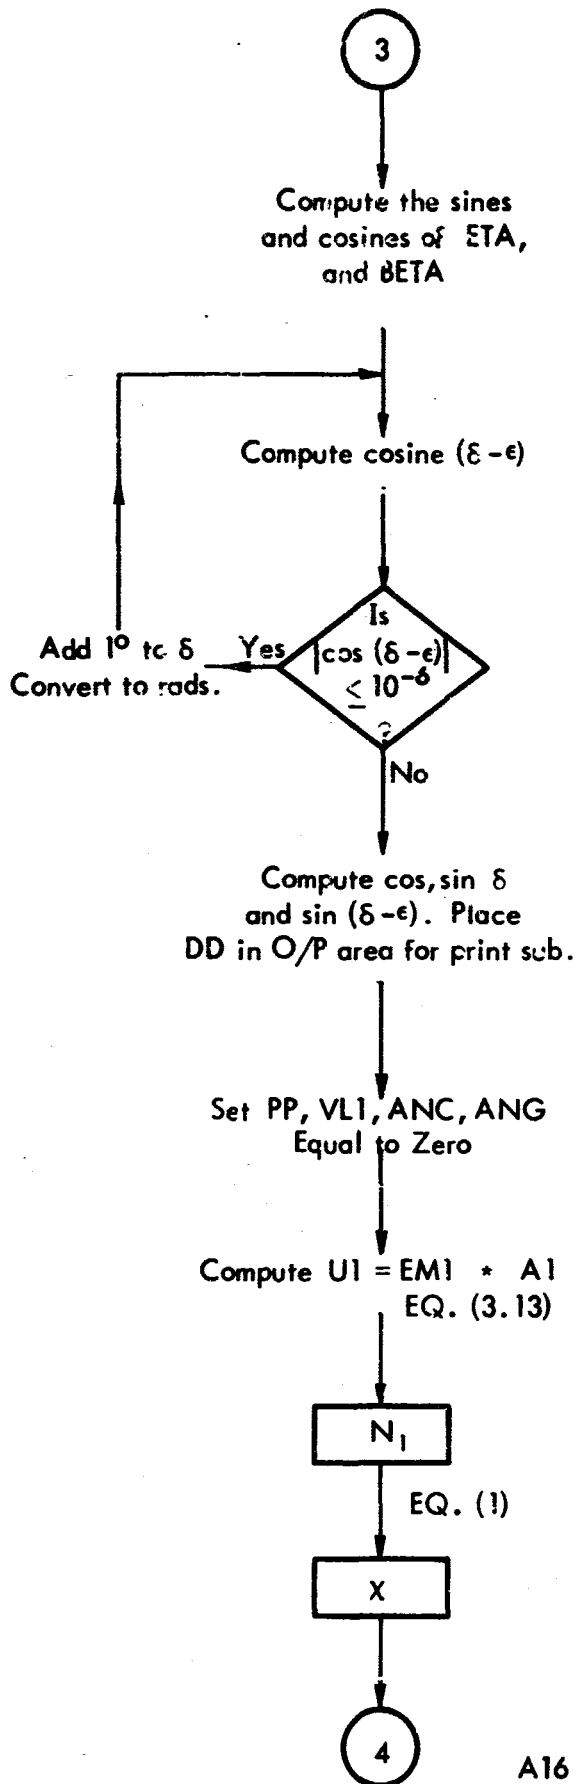 3
Compute the sines
and cosines of ETA,
and BETA
Compute cosine (δ-ϵ)
Is
|cos (δ-ϵ)|
≤ 10⁻⁶
?
Yes
Add 1° to δ
Convert to rads.
No
Compute cos, sin δ
and sin (δ-ϵ). Place
DD in O/P area for print sub.
Set PP, VL1, ANC, ANG
Equal to Zero
Compute U1 = EM1 * A1
EQ. (3.13)
N₁
EQ. (1)
X
4
A16